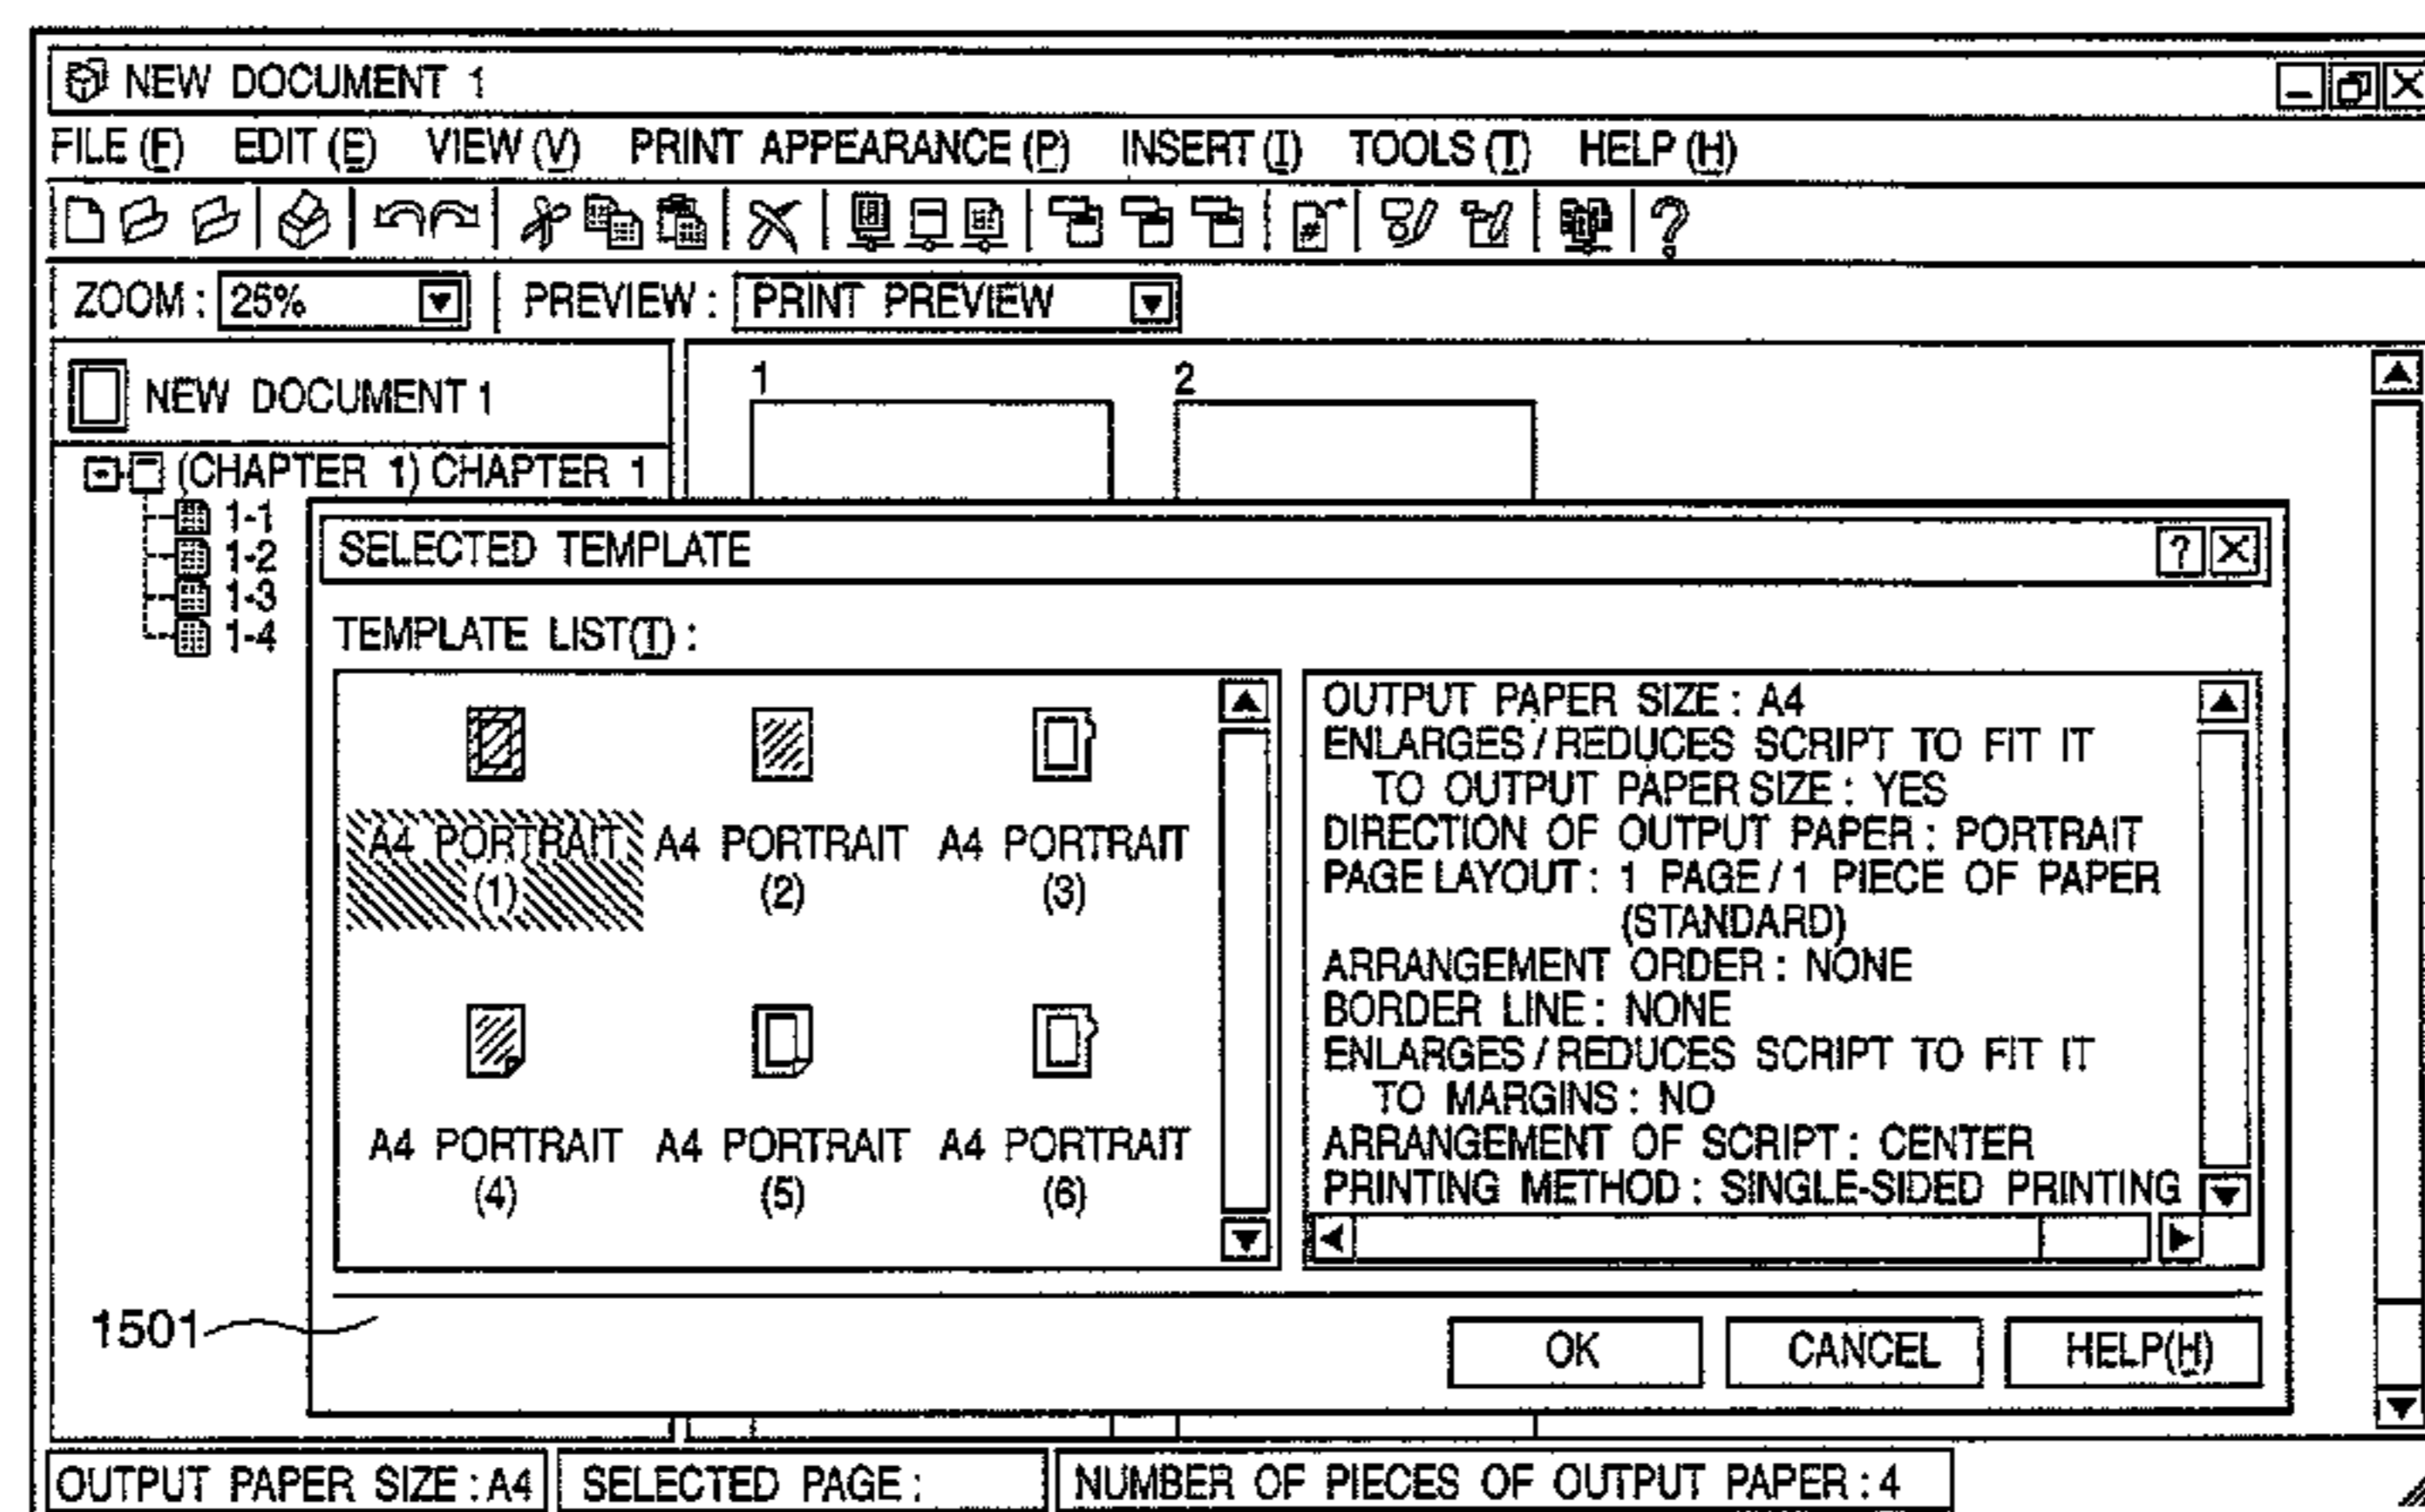 NEW DOCUMENT 1
FILE (F) EDIT (E) VIEW (V) PRINT APPEARANCE (P) INSERT (I) TOOLS (T) HELP (H)
#
?
ZOOM : 25% PREVIEW : PRINT PREVIEW
NEW DOCUMENT 1
(CHAPTER 1) CHAPTER 1
1-1
1-2
1-3
1-4
1
2
SELECTED TEMPLATE
?
TEMPLATE LIST(T) :
A4 PORTRAIT
(1)
A4 PORTRAIT
(2)
A4 PORTRAIT
(3)
A4 PORTRAIT
(4)
A4 PORTRAIT
(5)
A4 PORTRAIT
(6)
OUTPUT PAPER SIZE : A4
ENLARGES / REDUCES SCRIPT TO FIT IT
TO OUTPUT PAPER SIZE : YES
DIRECTION OF OUTPUT PAPER : PORTRAIT
PAGE LAYOUT : 1 PAGE / 1 PIECE OF PAPER
(STANDARD)
ARRANGEMENT ORDER : NONE
BORDER LINE : NONE
ENLARGES / REDUCES SCRIPT TO FIT IT
TO MARGINS : NO
ARRANGEMENT OF SCRIPT : CENTER
PRINTING METHOD : SINGLE-SIDED PRINTING
1501
OK CANCEL HELP(H)
OUTPUT PAPER SIZE : A4 SELECTED PAGE : NUMBER OF PIECES OF OUTPUT PAPER : 4